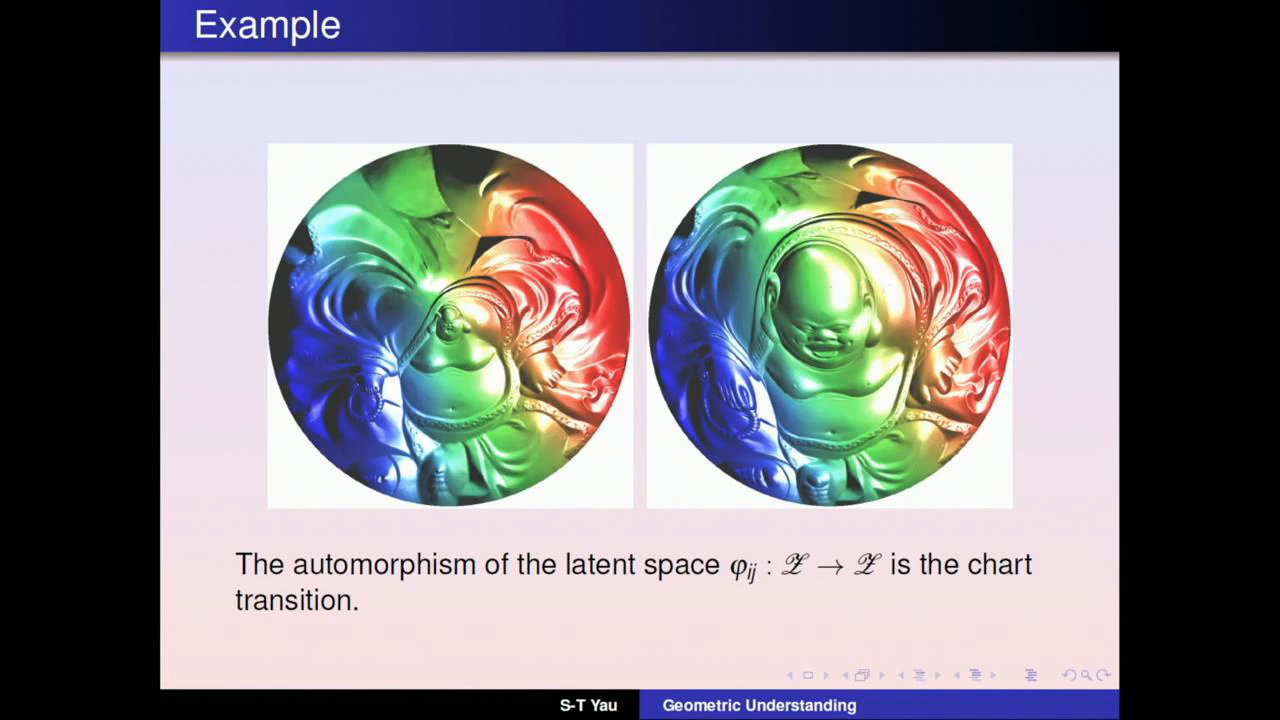 Example
The automorphism of the latent space φᵢⱼ : 𝒵 → 𝒵 is the chart
transition.
S-T Yau
Geometric Understanding